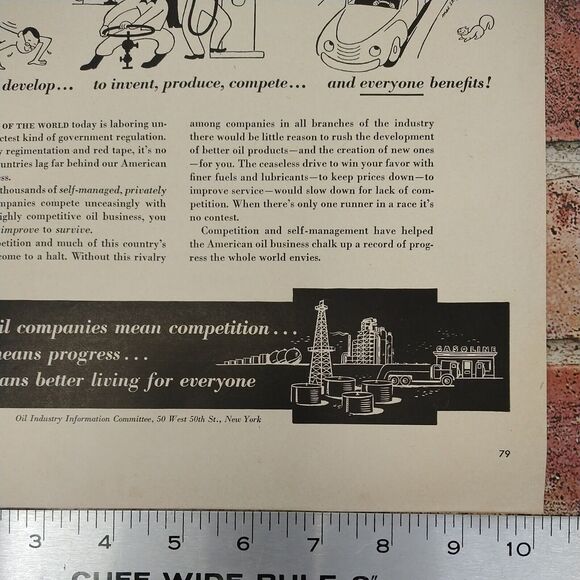 develop... to invent, produce, compete... and everyone benefits!
OF THE WORLD today is laboring un-
ctest kind of government regulation.
y regimentation and red tape, it's no
ountries lag far behind our American
ess.
thousands of self-managed, privately
mpanies compete unceasingly with
ighly competitive oil business, you
improve to survive.
petition and much of this country's
come to a halt. Without this rivalry
among companies in all branches of the industry
there would be little reason to rush the development
of better oil products—and the creation of new ones
—for you. The ceaseless drive to win your favor with
finer fuels and lubricants—to keep prices down—to
improve service—would slow down for lack of com-
petition. When there's only one runner in a race it's
no contest.
Competition and self-management have helped
the American oil business chalk up a record of prog-
ress the whole world envies.
il companies mean competition...
means progress...
ans better living for everyone
GASOLINE
Oil Industry Information Committee, 50 West 50th St., New York
79
3 4 5 6 7 8 9 10
CUFF WIDE RULE 8"